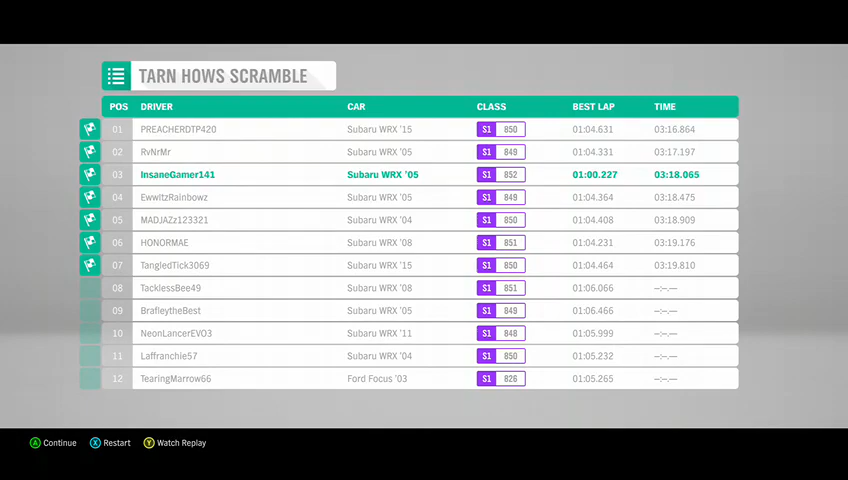 TARN HOWS SCRAMBLE
POS DRIVER CAR CLASS BEST LAP TIME
01 PREACHERDTP420 Subaru WRX '15 S1 850 01:04.631 03:16.864
02 RvNrMr Subaru WRX '05 S1 849 01:04.331 03:17.197
03 InsaneGamer141 Subaru WRX '05 S1 852 01:00.227 03:18.065
04 EwwItzRainbowz Subaru WRX '05 S1 849 01:04.364 03:18.475
05 MADJAZz123321 Subaru WRX '04 S1 850 01:04.408 03:18.909
06 HONORMAE Subaru WRX '08 S1 851 01:04.231 03:19.176
07 TangledTick3069 Subaru WRX '15 S1 850 01:04.464 03:19.810
08 TacklessBee49 Subaru WRX '08 S1 851 01:06.066 --:--.---
09 BrafleytheBest Subaru WRX '05 S1 849 01:06.466 --:--.---
10 NeonLancerEVO3 Subaru WRX '11 S1 848 01:05.999 --:--.---
11 Laffranchie57 Subaru WRX '04 S1 850 01:05.232 --:--.---
12 TearingMarrow66 Ford Focus '03 S1 826 01:05.265 --:--.---
A Continue X Restart Y Watch Replay